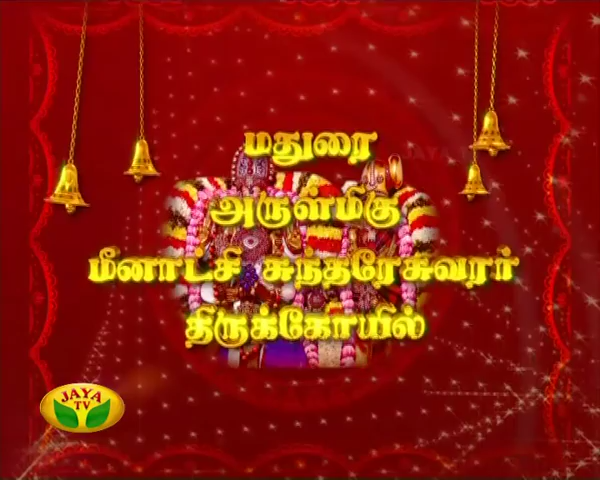 மதுரை
அருள்மிகு
மீனாட்சி சுந்தரேசுவரர்
திருக்கோயில்
JAYA
TV